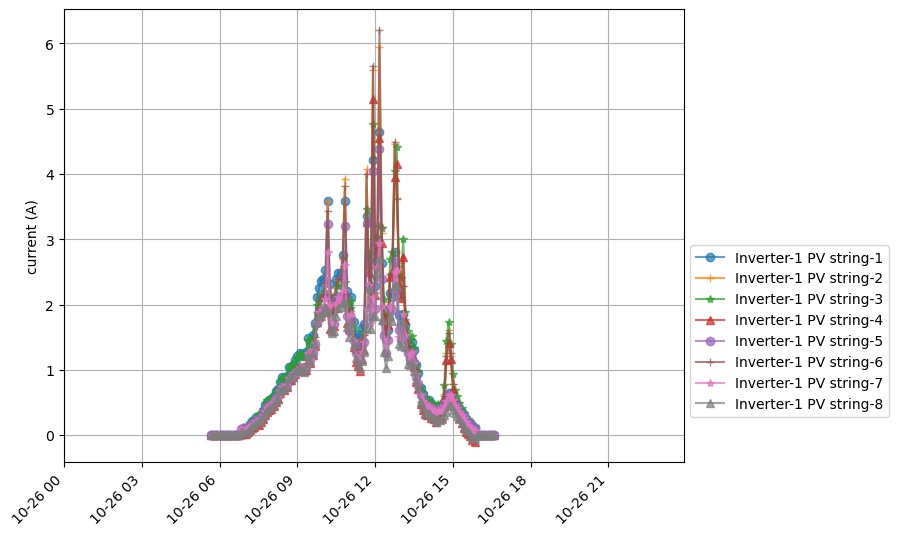 6
5
4
3
2
1
0
current (A)
10-26 00
10-26 03
10-26 06
10-26 09
10-26 12
10-26 15
10-26 18
10-26 21
Inverter-1 PV string-1
Inverter-1 PV string-2
Inverter-1 PV string-3
Inverter-1 PV string-4
Inverter-1 PV string-5
Inverter-1 PV string-6
Inverter-1 PV string-7
Inverter-1 PV string-8